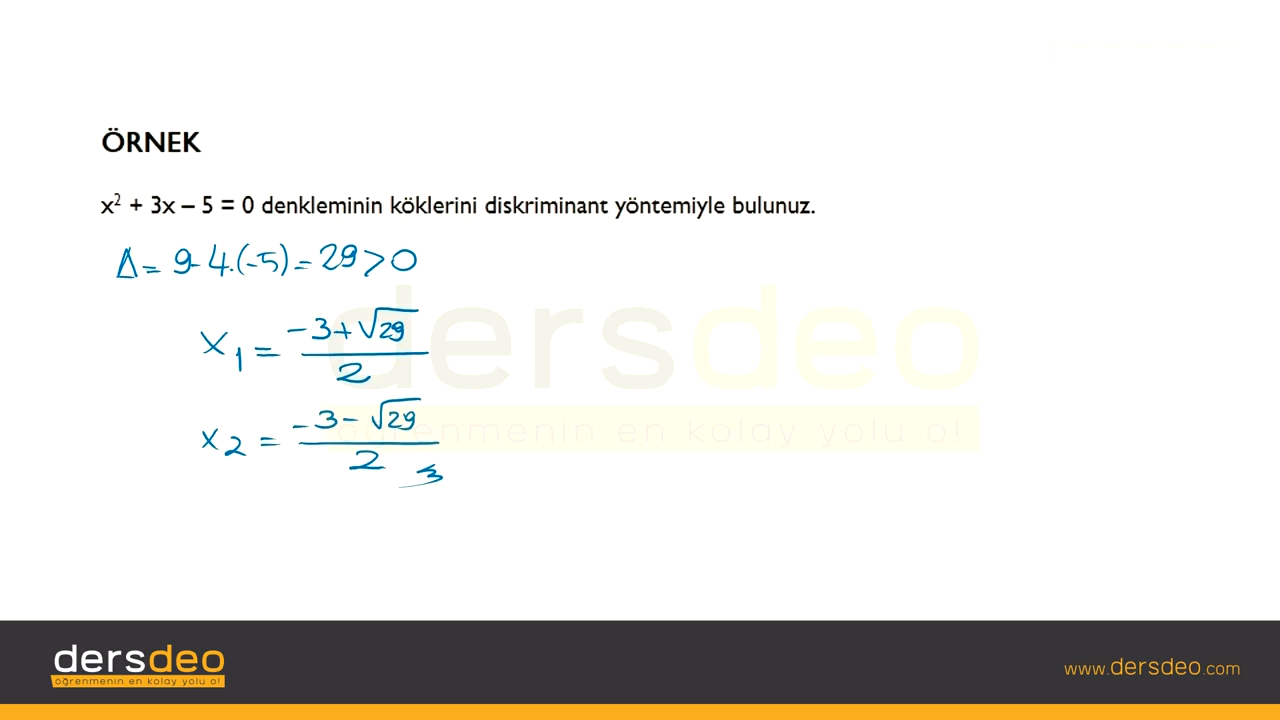 ÖRNEK
x² + 3x – 5 = 0 denkleminin köklerini diskriminant yöntemiyle bulunuz.
Δ = 9 - 4.(-5) = 29 > 0
x₁ = (-3+√29)/2
x₂ = (-3-√29)/2
dersdeo
öğrenmenin en kolay yolu o!
dersdeo
öğrenmenin en kolay yolu o!
www.dersdeo.com